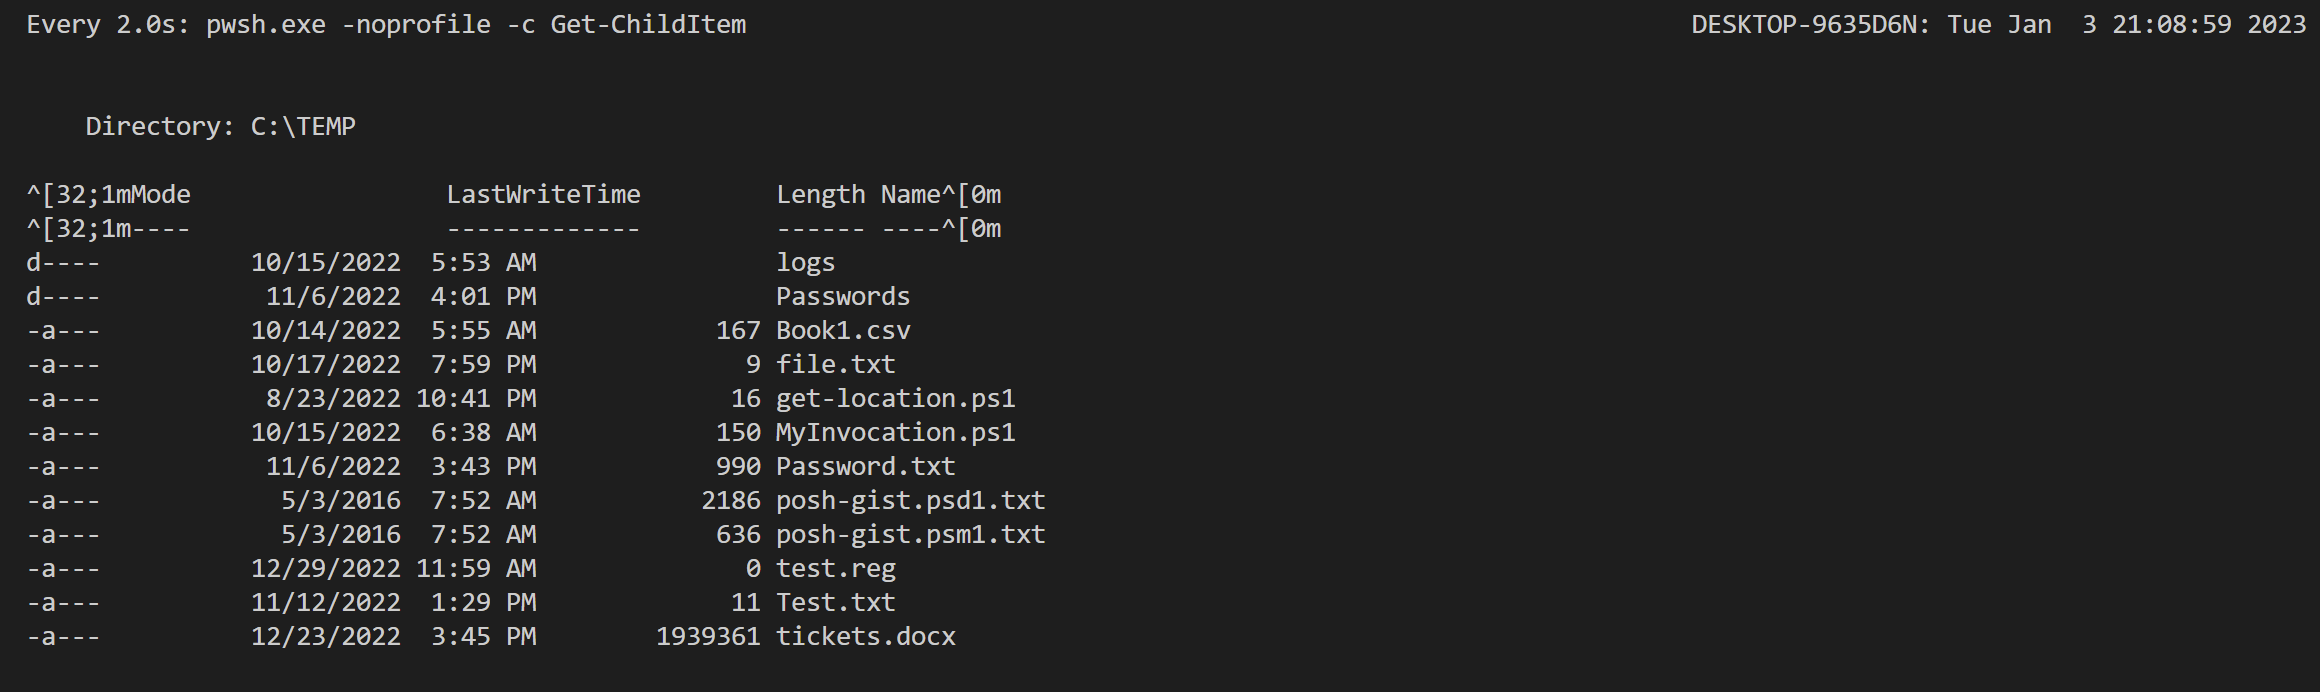 Every 2.0s: pwsh.exe -noprofile -c Get-ChildItem                                                               DESKTOP-9635D6N: Tue Jan  3 21:08:59 2023
    Directory: C:\TEMP
^[32;1mMode                 LastWriteTime         Length Name^[0m
^[32;1m----                 -------------         ------ ----^[0m
d----          10/15/2022  5:53 AM                logs
d----           11/6/2022  4:01 PM                Passwords
-a---          10/14/2022  5:55 AM            167 Book1.csv
-a---          10/17/2022  7:59 PM              9 file.txt
-a---           8/23/2022 10:41 PM             16 get-location.ps1
-a---          10/15/2022  6:38 AM            150 MyInvocation.ps1
-a---           11/6/2022  3:43 PM            990 Password.txt
-a---            5/3/2016  7:52 AM           2186 posh-gist.psd1.txt
-a---            5/3/2016  7:52 AM            636 posh-gist.psm1.txt
-a---          12/29/2022 11:59 AM              0 test.reg
-a---          11/12/2022  1:29 PM             11 Test.txt
-a---          12/23/2022  3:45 PM        1939361 tickets.docx